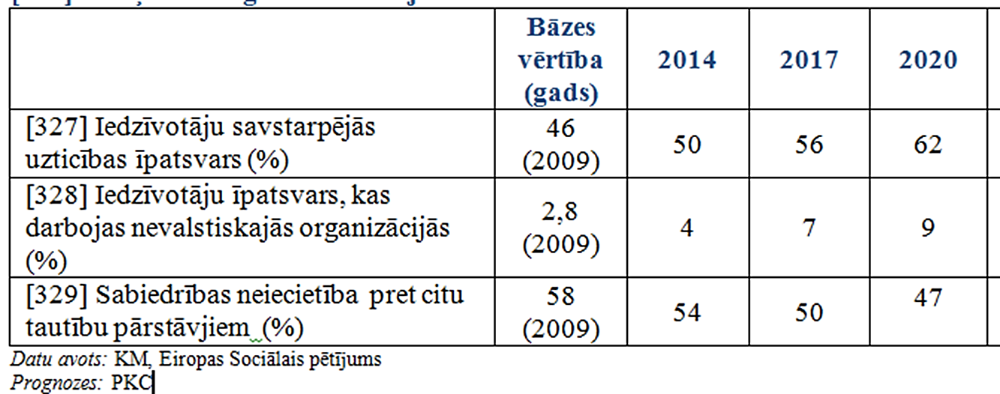 Bāzes
vērtība
(gads)
2014
2017
2020
[327] Iedzīvotāju savstarpējās
uzticības īpatsvars (%)
46
(2009)
50
56
62
[328] Iedzīvotāju īpatsvars, kas
darbojas nevalstiskajās organizācijās
(%)
2,8
(2009)
4
7
9
[329] Sabiedrības neiecietība pret citu
tautību pārstāvjiem (%)
58
(2009)
54
50
47
Datu avots: KM, Eiropas Sociālais pētījums
Prognozes: PKC